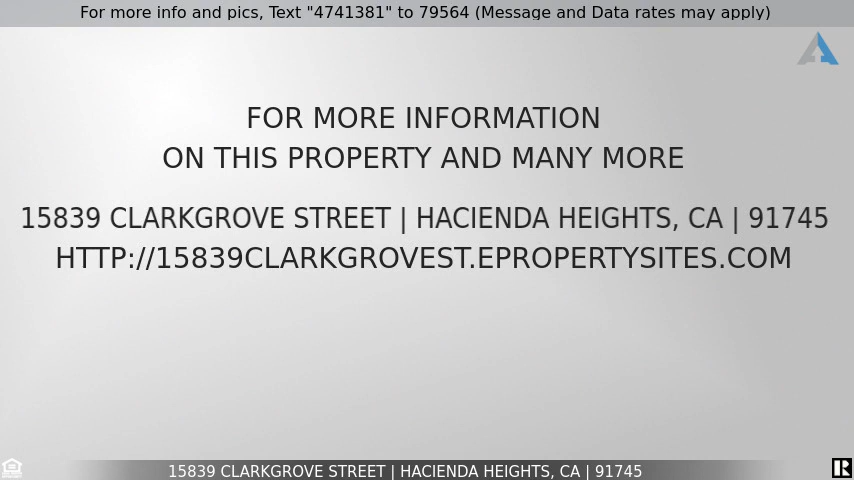 For more info and pics, Text "4741381" to 79564 (Message and Data rates may apply)
FOR MORE INFORMATION
ON THIS PROPERTY AND MANY MORE
15839 CLARKGROVE STREET | HACIENDA HEIGHTS, CA | 91745
HTTP://15839CLARKGROVEST.EPROPERTYSITES.COM
15839 CLARKGROVE STREET | HACIENDA HEIGHTS, CA | 91745